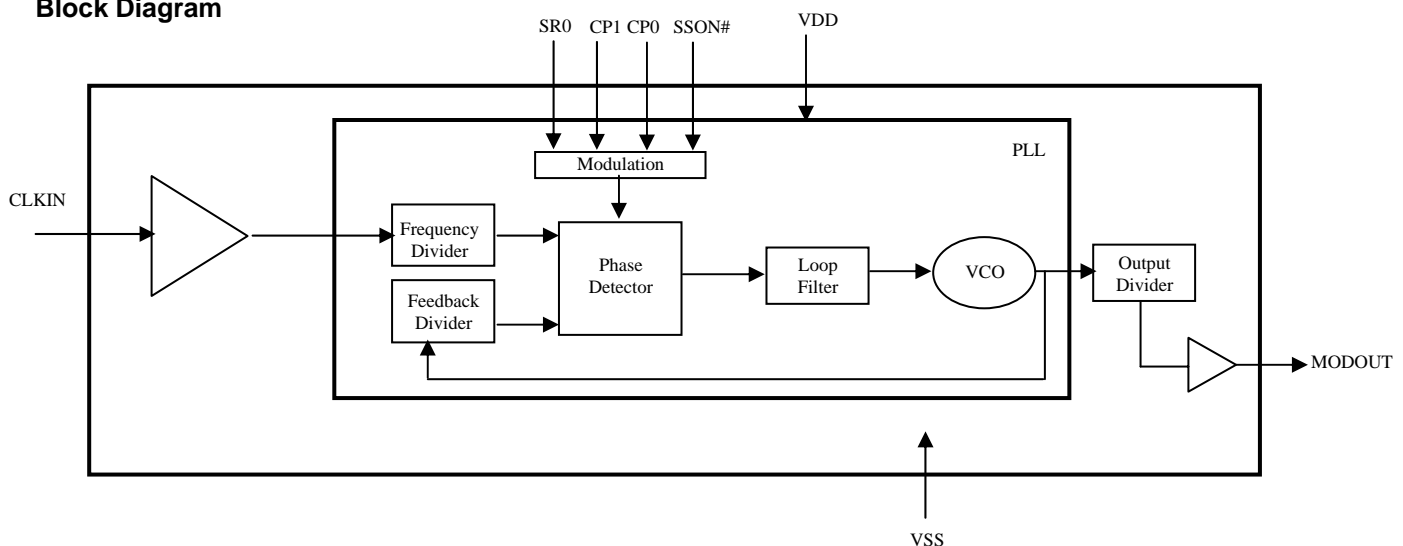 Block Diagram
SR0 CP1 CP0 SSON#
VDD
PLL
Modulation
CLKIN
Frequency
Divider
Phase
Detector
Loop
Filter
VCO
Output
Divider
Feedback
Divider
MODOUT
VSS